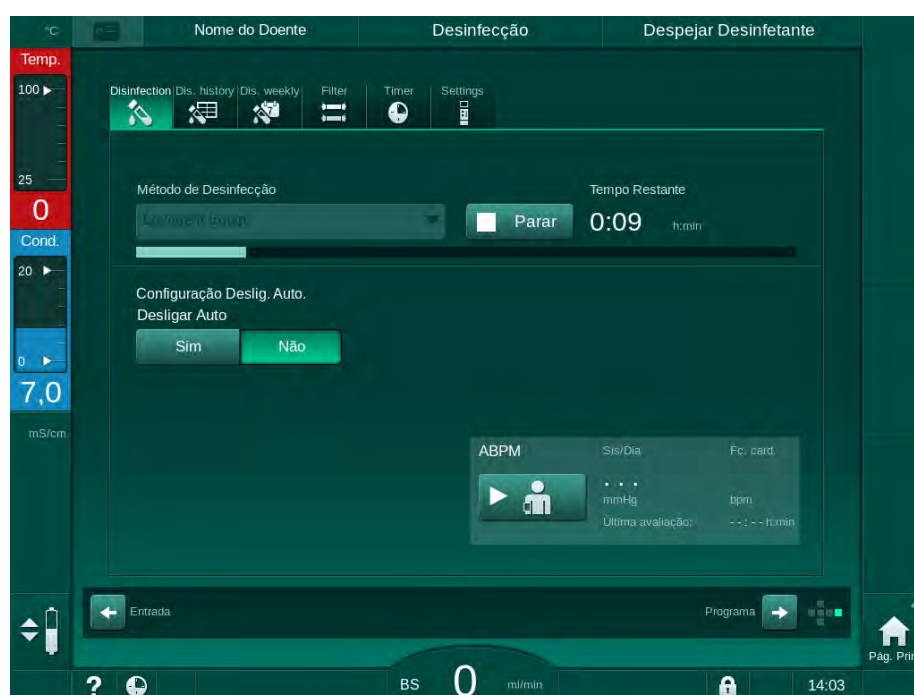 °C
Nome do Doente
Desinfecção
Despejar Desinfetante
Temp.
100
25
0
Cond.
20
0
7,0
mS/cm
Disinfection
Dis. history
Dis. weekly
Filter
Timer
Settings
7
Método de Desinfecção
Parar
Tempo Restante
0:09 h:min
Configuração Deslig. Auto.
Desligar Auto
Sim
Não
ABPM
Sis/Dia
Fc. card.
. . .
mmHg
bpm
Última avaliação:
--:-- h:min
Entrada
Programa
Pág. Prin
?
BS 0 ml/min
14:03